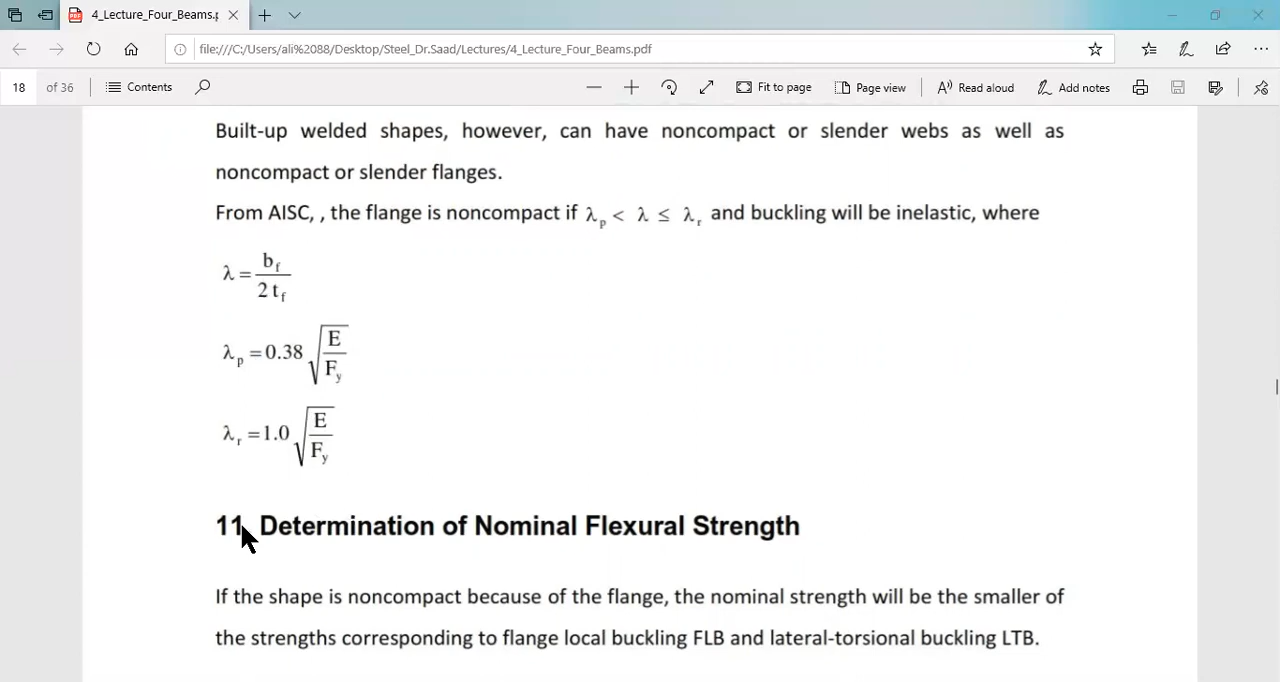 4_Lecture_Four_Beams.p
file:///C:/Users/ali%2088/Desktop/Steel_Dr.Saad/Lectures/4_Lecture_Four_Beams.pdf
18 of 36 Contents Fit to page Page view Read aloud Add notes
Built-up welded shapes, however, can have noncompact or slender webs as well as
noncompact or slender flanges.
From AISC, , the flange is noncompact if λp < λ ≤ λr and buckling will be inelastic, where
λ = bf / 2 tf
λp = 0.38 √(E / Fy)
λr = 1.0 √(E / Fy)
11. Determination of Nominal Flexural Strength
If the shape is noncompact because of the flange, the nominal strength will be the smaller of
the strengths corresponding to flange local buckling FLB and lateral-torsional buckling LTB.